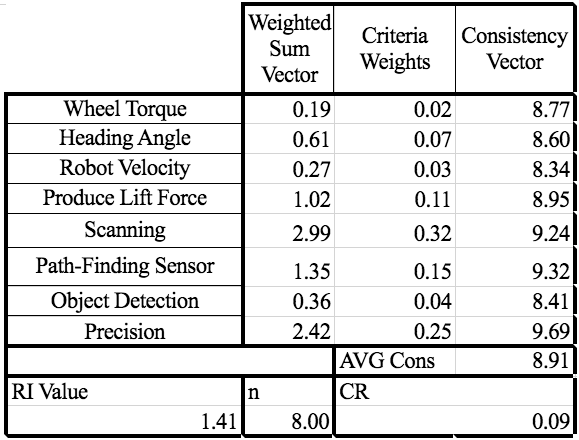 Weighted Sum Vector Criteria Weights Consistency Vector
Wheel Torque 0.19 0.02 8.77
Heading Angle 0.61 0.07 8.60
Robot Velocity 0.27 0.03 8.34
Produce Lift Force 1.02 0.11 8.95
Scanning 2.99 0.32 9.24
Path-Finding Sensor 1.35 0.15 9.32
Object Detection 0.36 0.04 8.41
Precision 2.42 0.25 9.69
AVG Cons 8.91
RI Value n CR
1.41 8.00 0.09